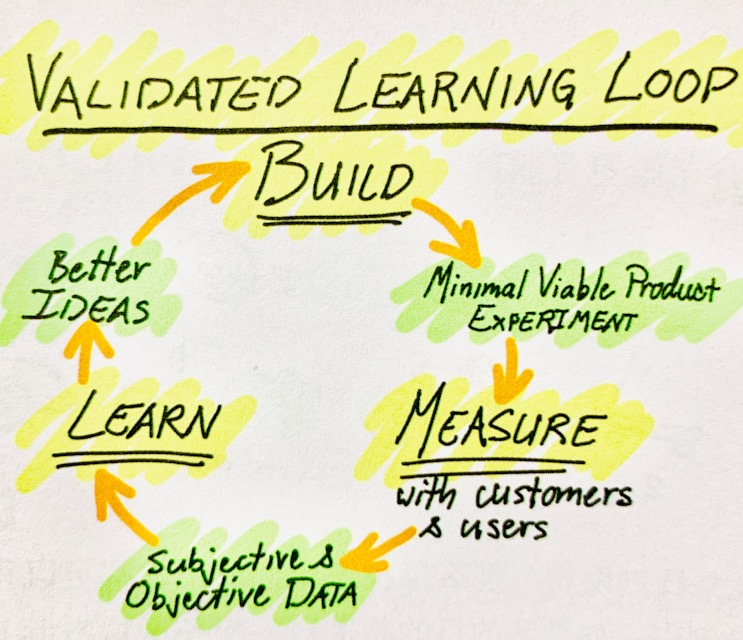 VALIDATED LEARNING LOOP
BUILD
Better
IDEAS
Minimal Viable Product
EXPERIMENT
LEARN
MEASURE
with customers
& users
Subjective &
Objective DATA